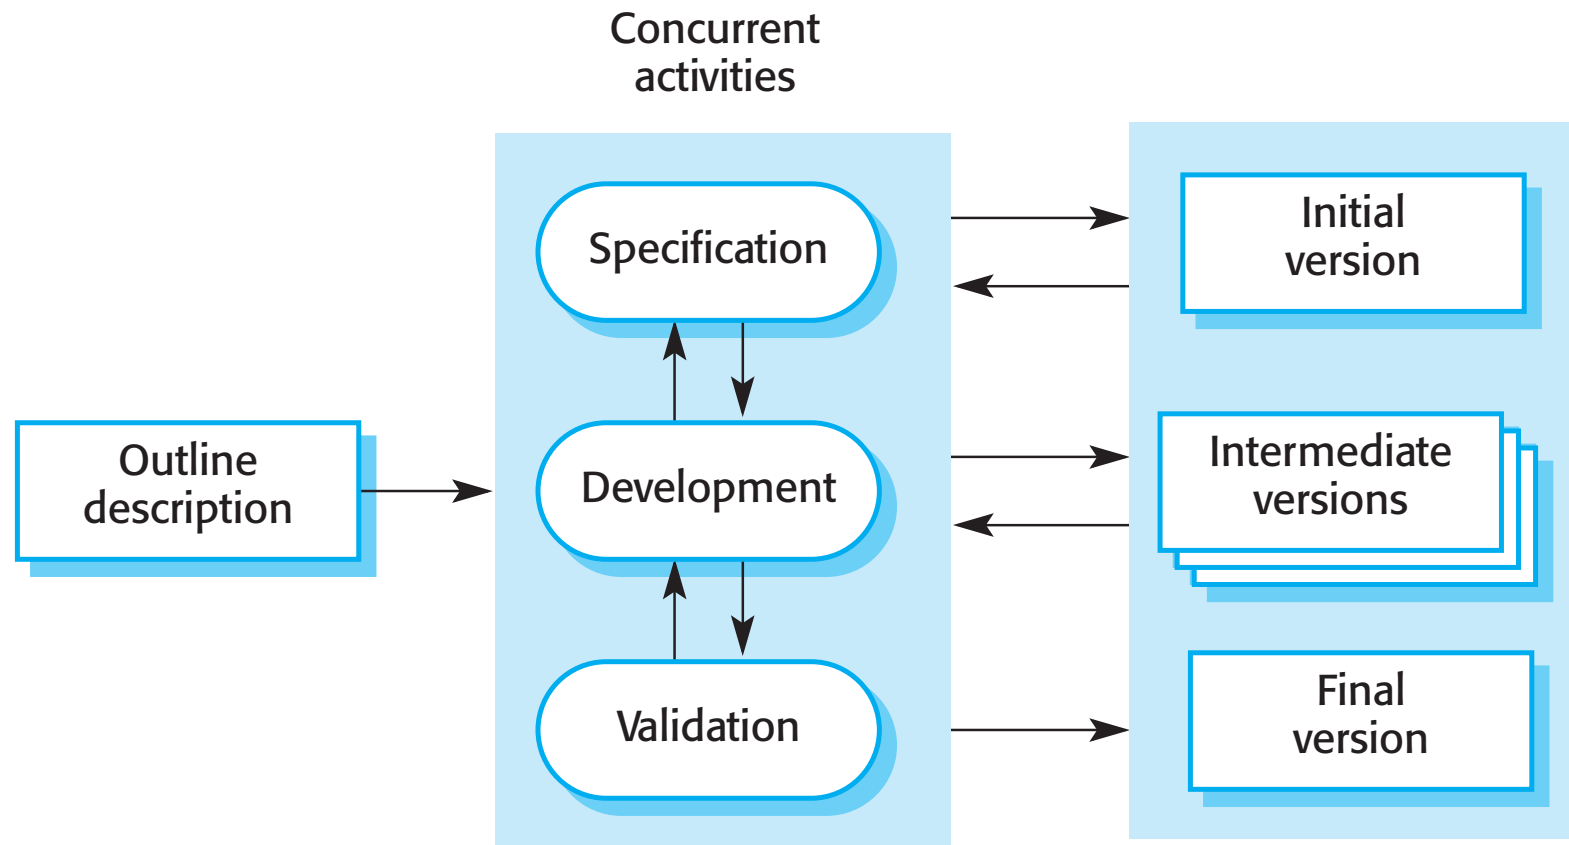 Concurrent
activities
Specification
Initial
version
Outline
description
Development
Intermediate
versions
Validation
Final
version